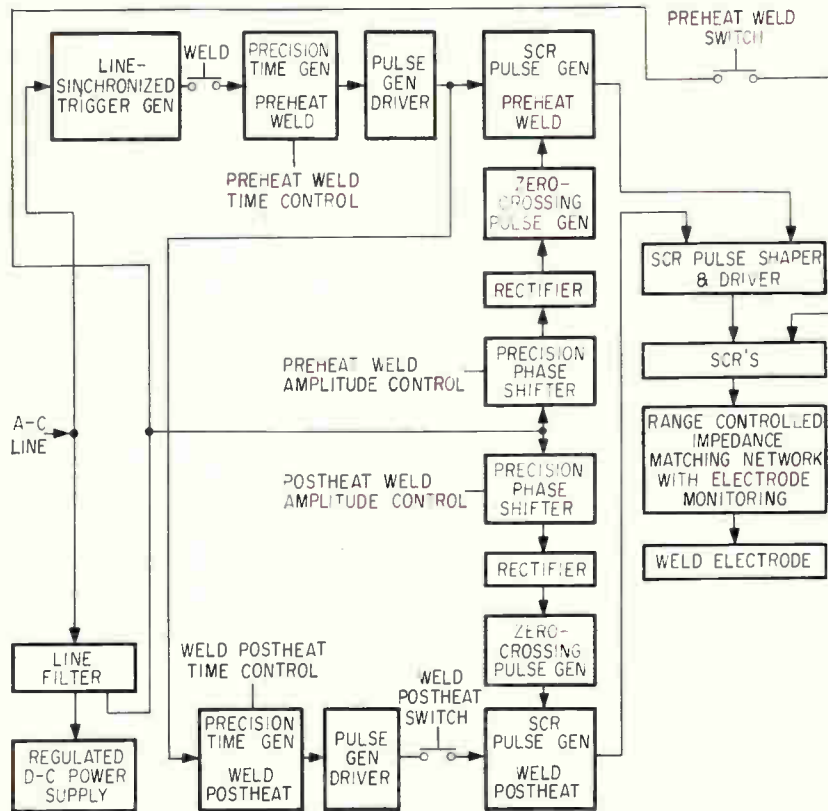 PREHEAT WELD
SWITCH
LINE-
SINCHRONIZED
TRIGGER GEN
WELD
PRECISION
TIME GEN
PREHEAT
WELD
PULSE
GEN
DRIVER
SCR
PULSE GEN
PREHEAT
WELD
PREHEAT WELD
TIME CONTROL
ZERO-
CROSSING
PULSE GEN
SCR PULSE SHAPER
& DRIVER
RECTIFIER
PREHEAT WELD
AMPLITUDE CONTROL
PRECISION
PHASE
SHIFTER
SCR'S
A-C
LINE
RANGE CONTROLLED
IMPEDANCE
MATCHING NETWORK
WITH ELECTRODE
MONITORING
POSTHEAT WELD
AMPLITUDE CONTROL
PRECISION
PHASE
SHIFTER
WELD ELECTRODE
RECTIFIER
LINE
FILTER
WELD POSTHEAT
TIME CONTROL
ZERO-
CROSSING
PULSE GEN
WELD
POSTHEAT
SWITCH
REGULATED
D-C POWER
SUPPLY
PRECISION
TIME GEN
WELD
POSTHEAT
PULSE
GEN
DRIVER
SCR
PULSE GEN
WELD
POSTHEAT